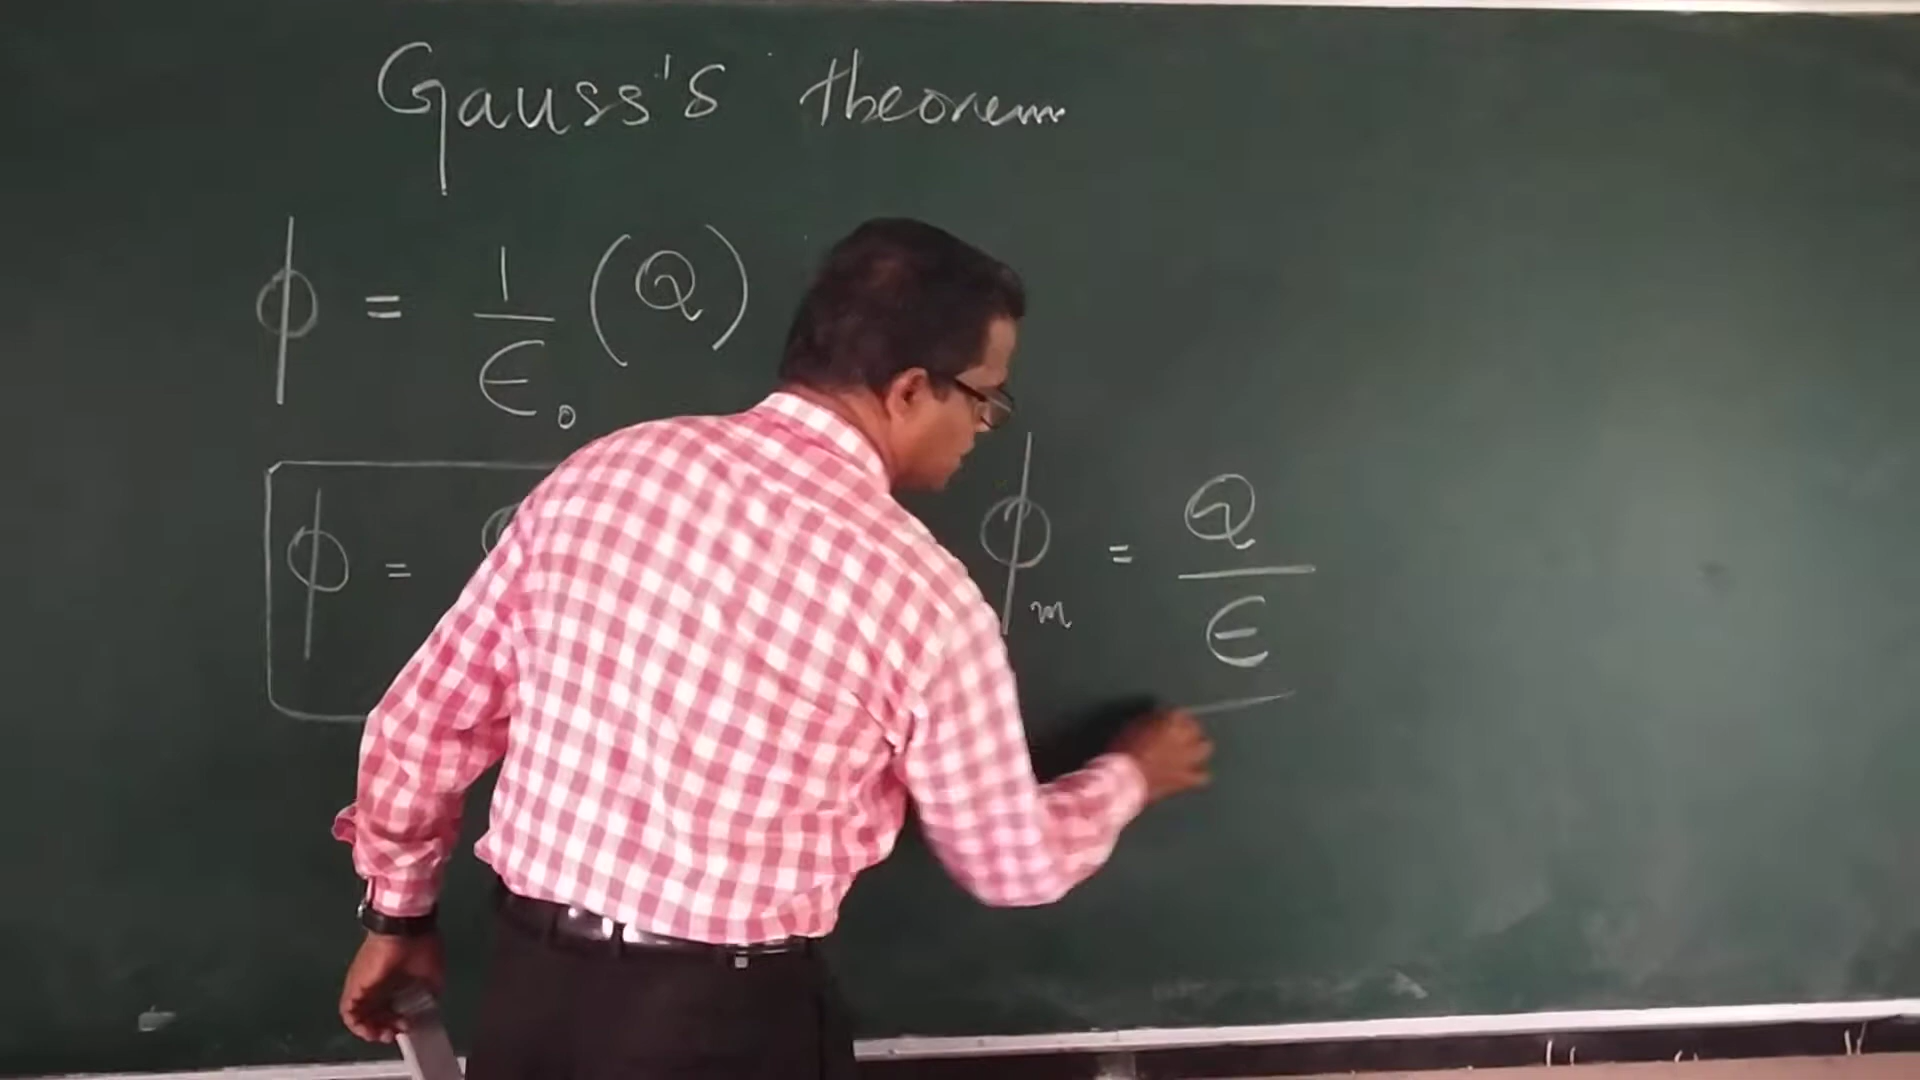 Gauss's theorem
ϕ = 1/ϵ₀ (Q)
ϕ =
ϕₘ = Q/ϵ